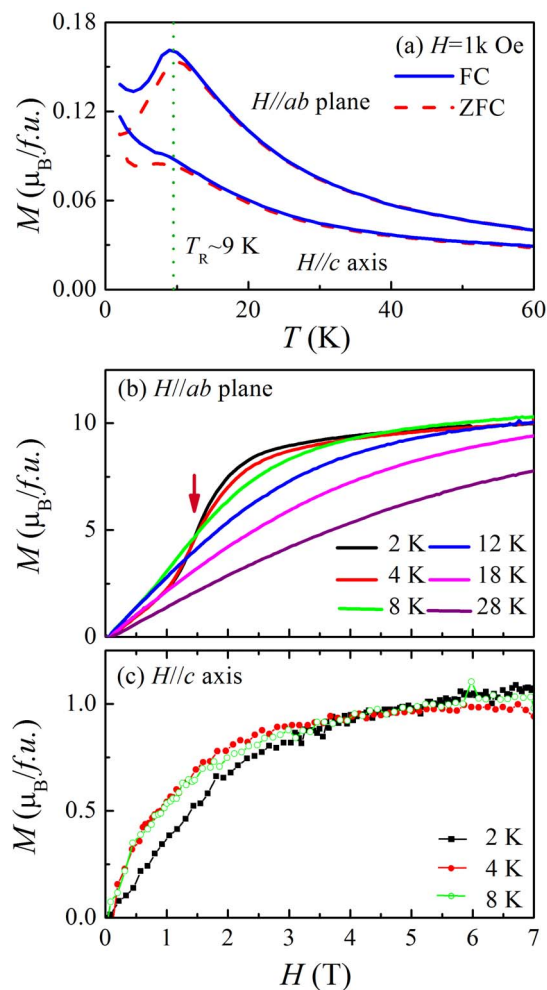 0.18
(a) H=1k Oe
FC
ZFC
H//ab plane
0.12
M (μB/f.u.)
0.06
TR~9 K
H//c axis
0.00
0 20 40 60
T (K)
(b) H//ab plane
10
M (μB/f.u.)
5
2 K 12 K
4 K 18 K
8 K 28 K
0
(c) H//c axis
1.0
M (μB/f.u.)
0.5
2 K
4 K
8 K
0.0
0 1 2 3 4 5 6 7
H (T)